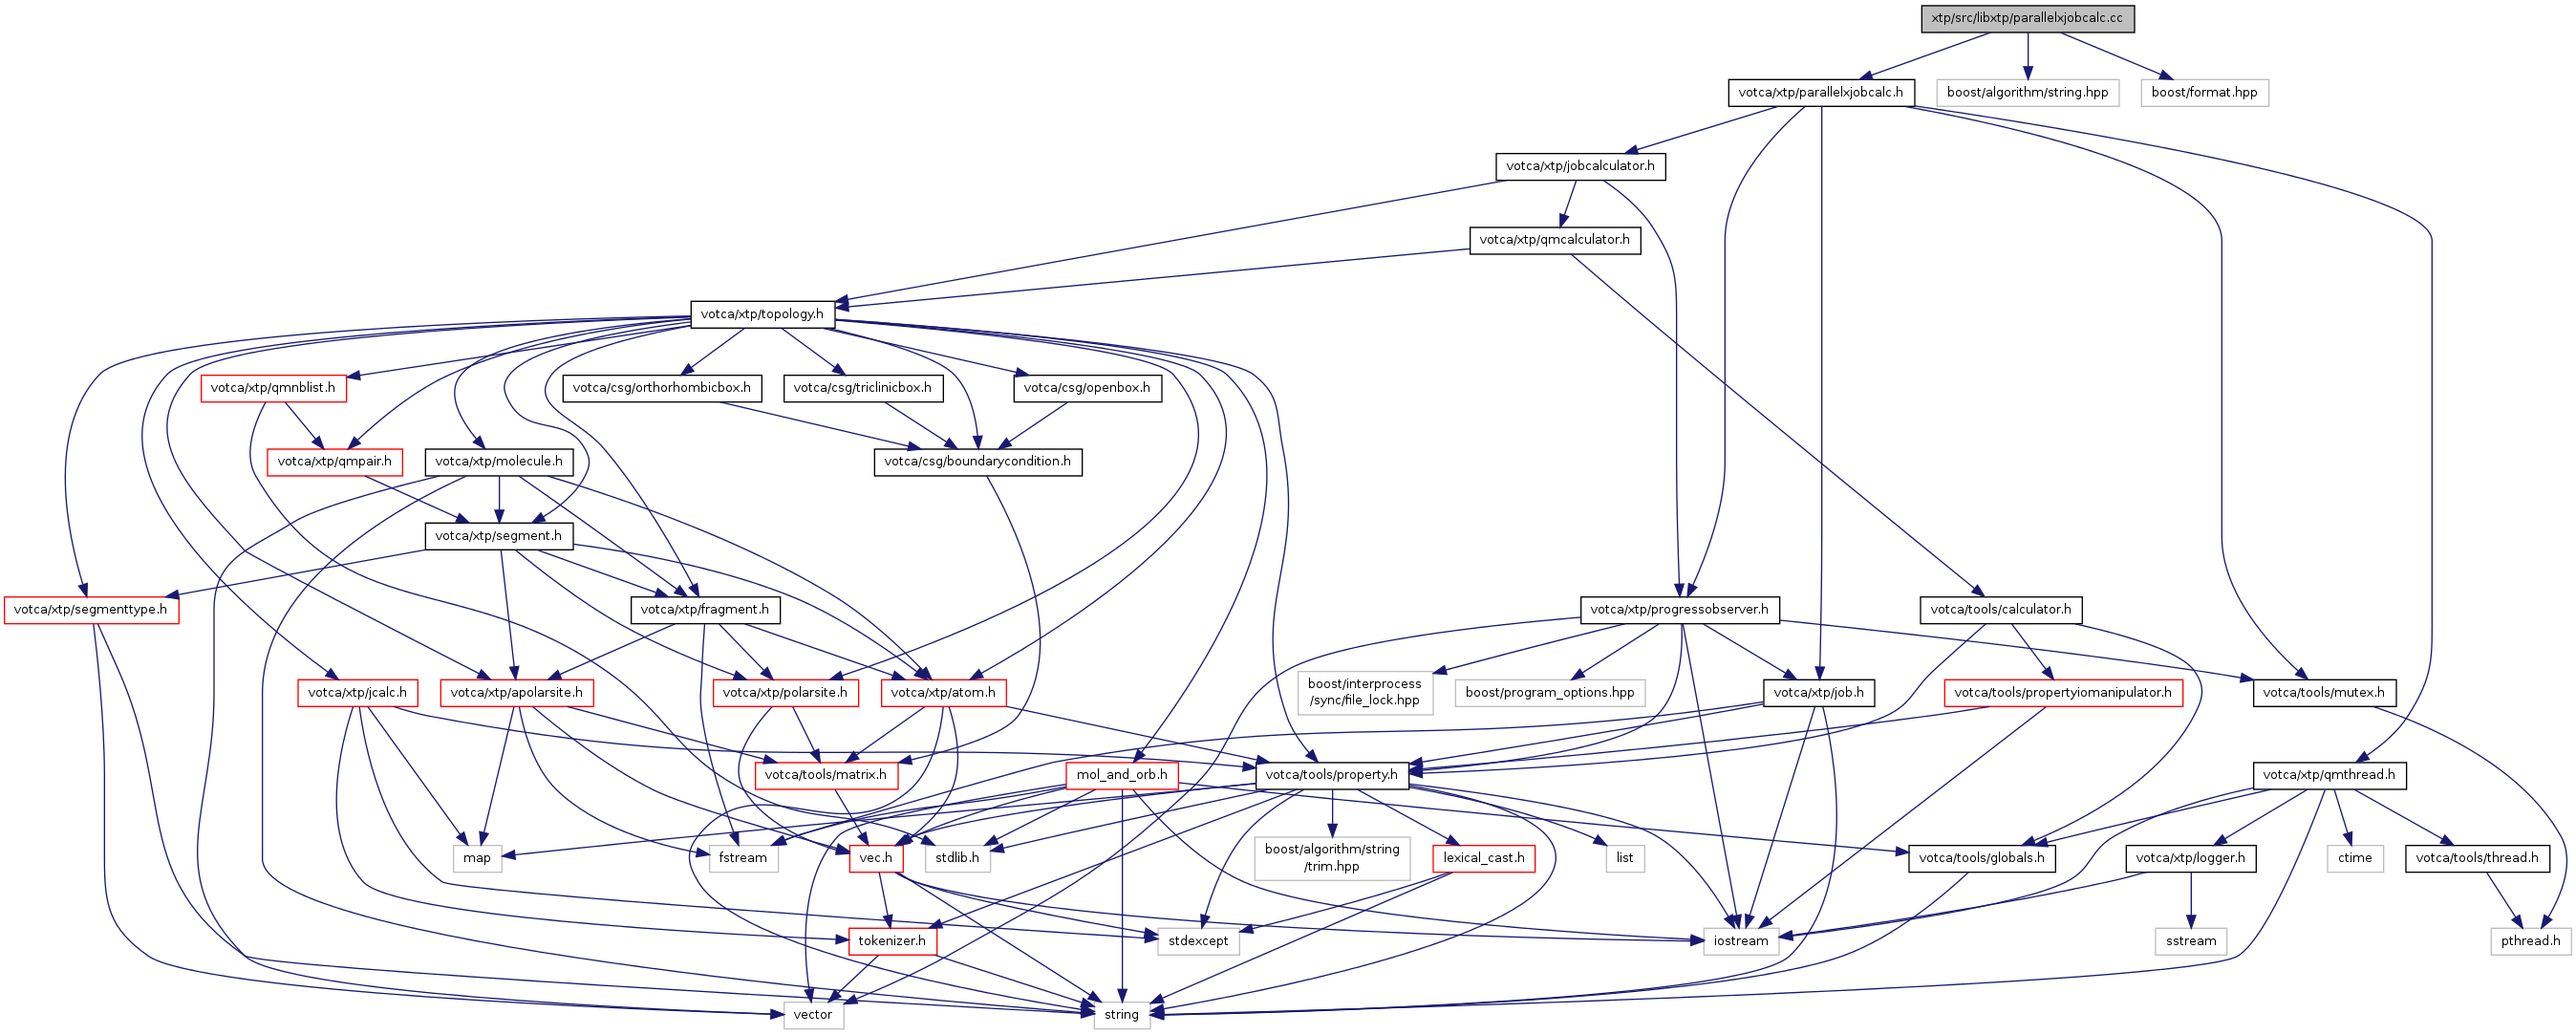 xtp/src/libxtp/parallelxjobcalc.cc
votca/xtp/parallelxjobcalc.h
boost/algorithm/string.hpp
boost/format.hpp
votca/xtp/jobcalculator.h
votca/xtp/qmcalculator.h
votca/xtp/topology.h
votca/xtp/qmnblist.h
votca/csg/orthorhombicbox.h
votca/csg/triclinicbox.h
votca/csg/openbox.h
votca/xtp/qmpair.h
votca/xtp/molecule.h
votca/csg/boundarycondition.h
votca/xtp/segment.h
votca/xtp/segmenttype.h
votca/xtp/fragment.h
votca/xtp/progressobserver.h
votca/tools/calculator.h
votca/xtp/jcalc.h
votca/xtp/apolarsite.h
votca/xtp/polarsite.h
votca/xtp/atom.h
boost/interprocess
/sync/file_lock.hpp
boost/program_options.hpp
votca/xtp/job.h
votca/tools/propertyiomanipulator.h
votca/tools/mutex.h
votca/tools/matrix.h
mol_and_orb.h
votca/tools/property.h
votca/xtp/qmthread.h
map
fstream
vec.h
stdlib.h
boost/algorithm/string
/trim.hpp
lexical_cast.h
list
votca/tools/globals.h
votca/xtp/logger.h
ctime
votca/tools/thread.h
tokenizer.h
stdexcept
iostream
sstream
pthread.h
vector
string